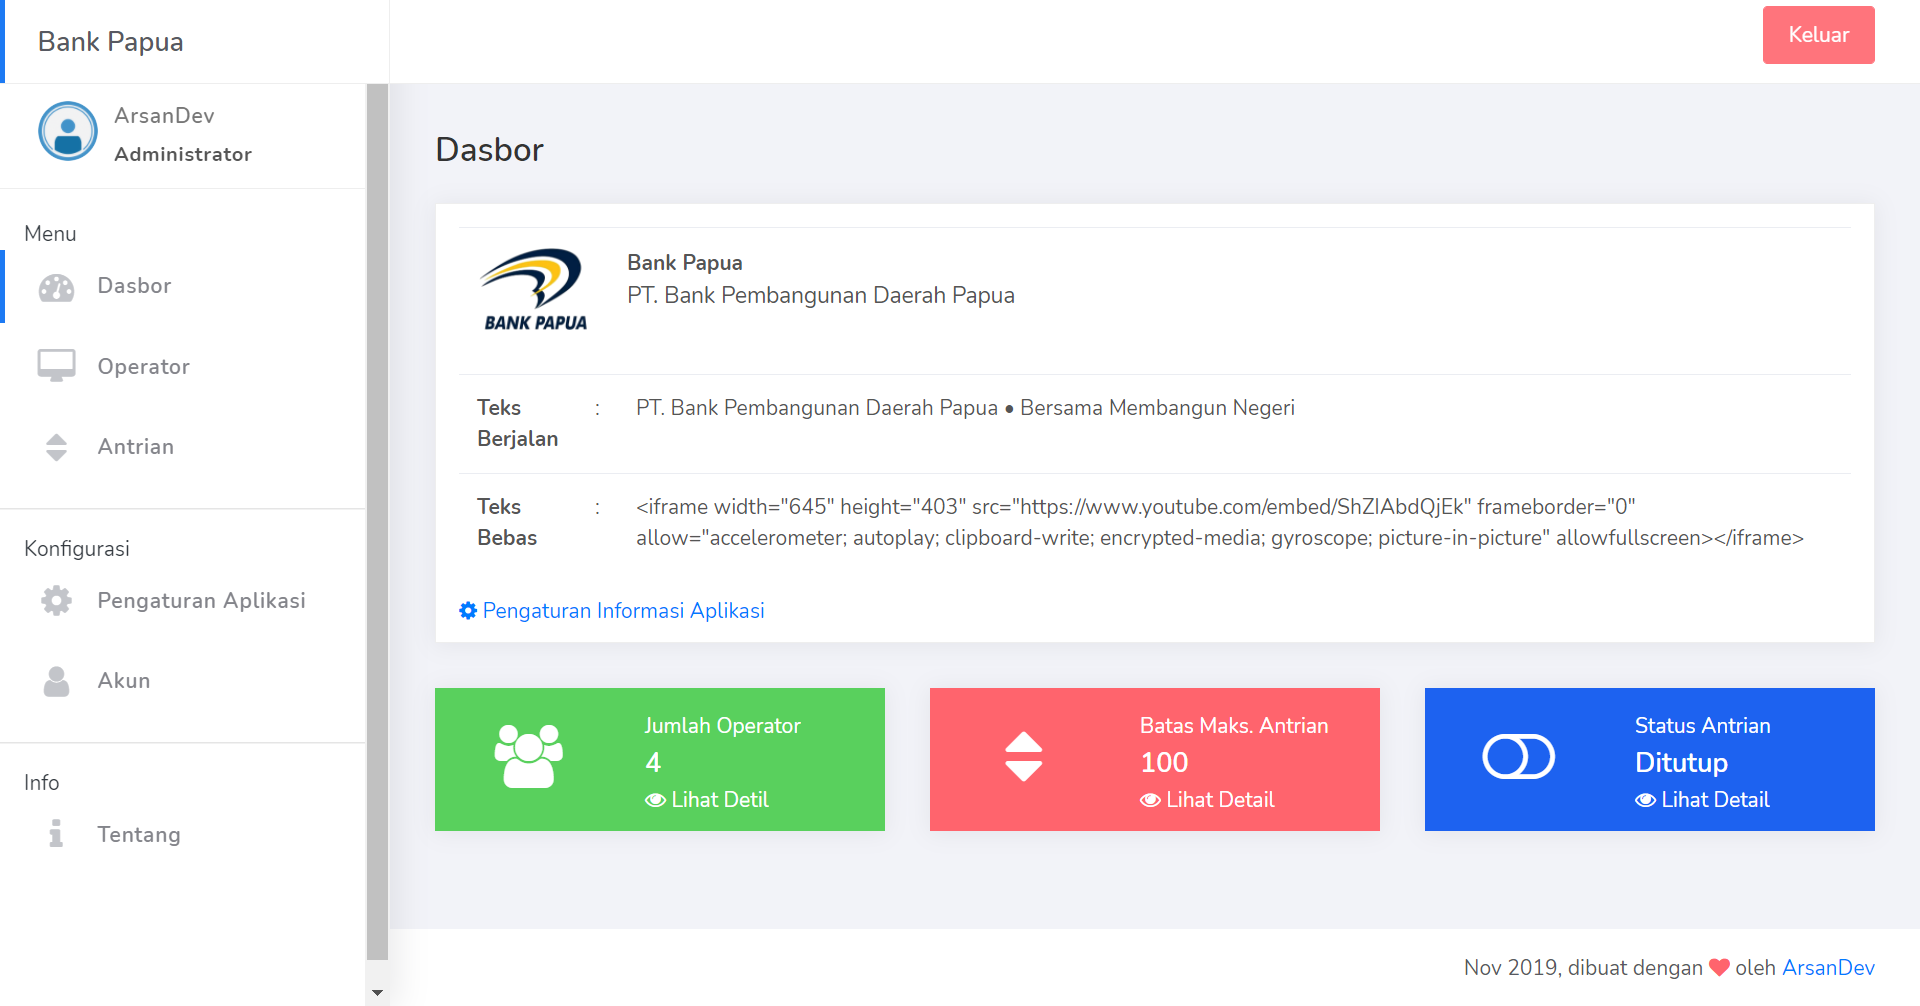 Bank Papua
Keluar
ArsanDev
Administrator
Menu
Dasbor
Operator
Antrian
Konfigurasi
Pengaturan Aplikasi
Akun
Info
Tentang
Dasbor
BANK PAPUA
Bank Papua
PT. Bank Pembangunan Daerah Papua
Teks Berjalan : PT. Bank Pembangunan Daerah Papua ● Bersama Membangun Negeri
Teks Bebas : <iframe width="645" height="403" src="https://www.youtube.com/embed/ShZIAbdQjEk" frameborder="0"
allow="accelerometer; autoplay; clipboard-write; encrypted-media; gyroscope; picture-in-picture" allowfullscreen></iframe>
Pengaturan Informasi Aplikasi
Jumlah Operator
4
Lihat Detil
Batas Maks. Antrian
100
Lihat Detail
Status Antrian
Ditutup
Lihat Detail
Nov 2019, dibuat dengan ❤ oleh ArsanDev